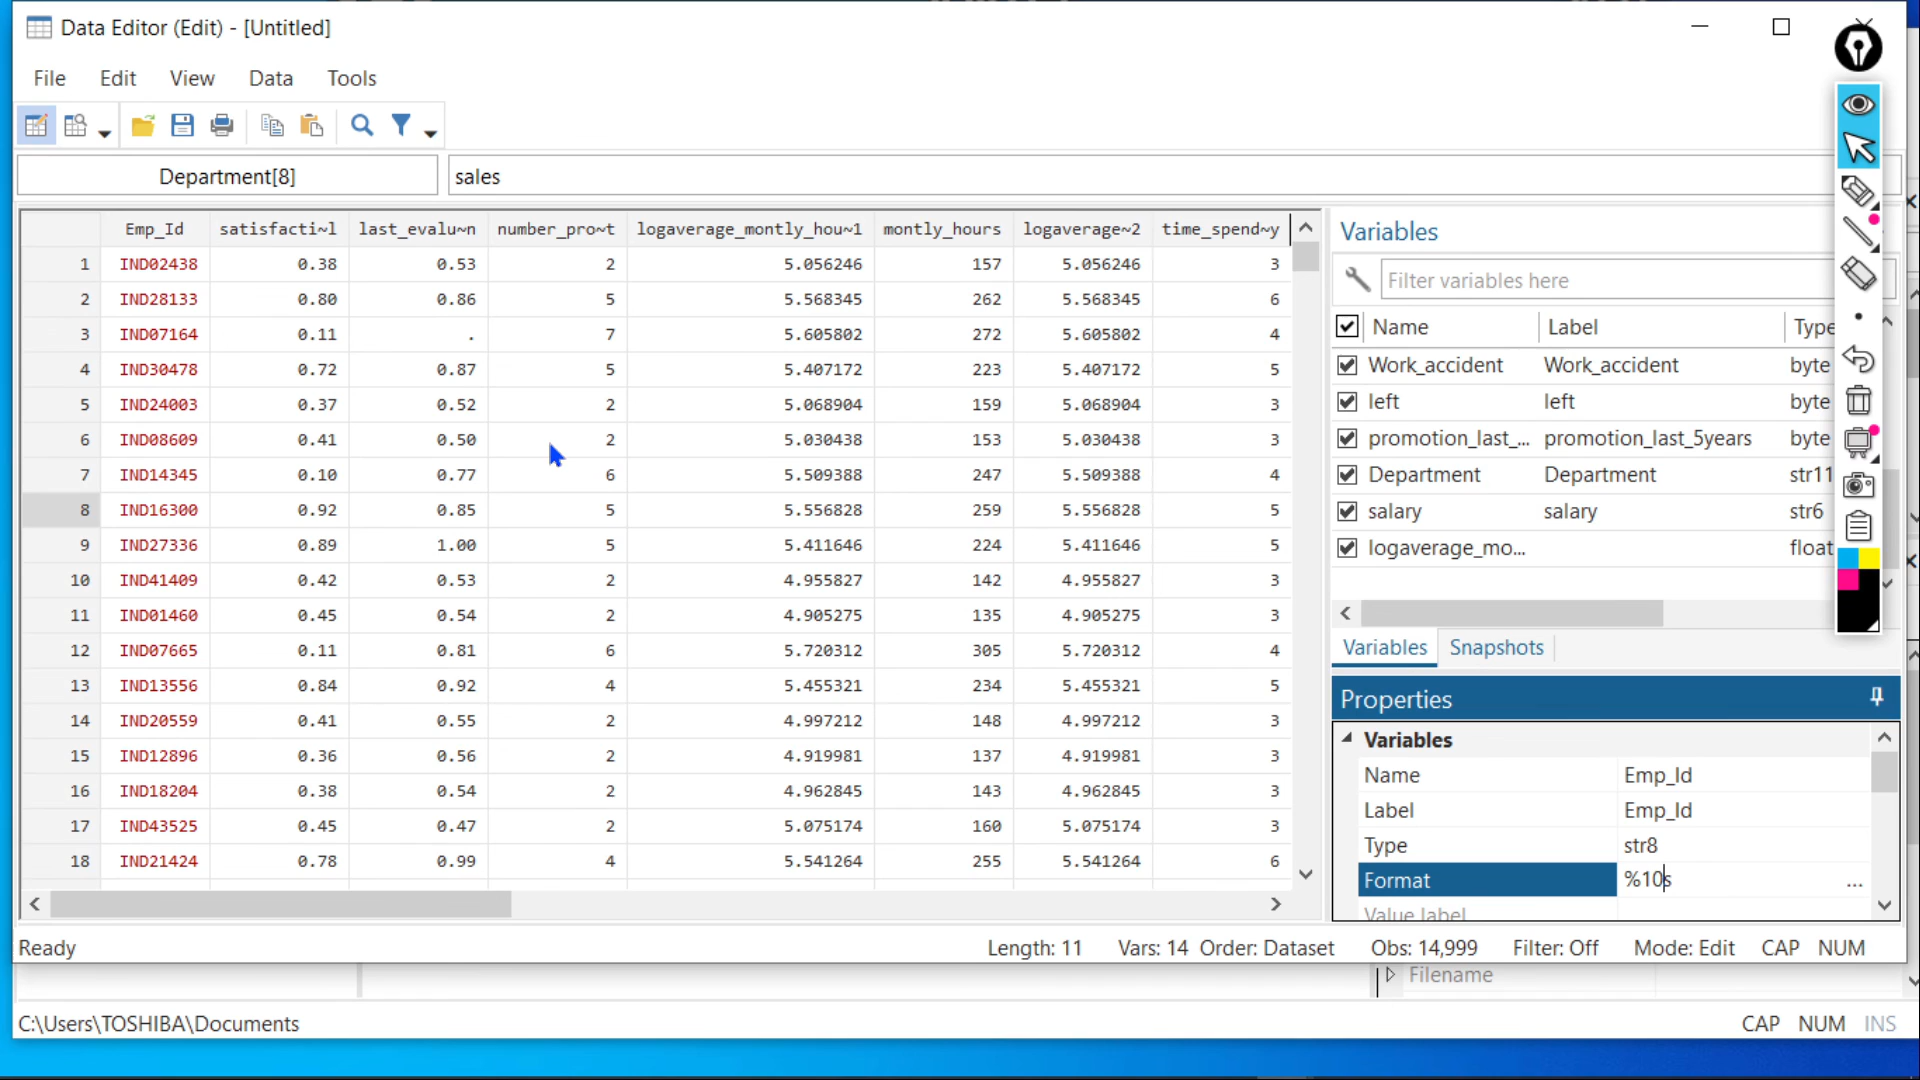 Data Editor (Edit) - [Untitled]
File Edit View Data Tools
Department[8] sales
Emp_Id satisfacti~l last_evalu~n number_pro~t logaverage_montly_hou~1 montly_hours logaverage~2 time_spend~y
1 IND02438 0.38 0.53 2 5.056246 157 5.056246 3
2 IND28133 0.80 0.86 5 5.568345 262 5.568345 6
3 IND07164 0.11 . 7 5.605802 272 5.605802 4
4 IND30478 0.72 0.87 5 5.407172 223 5.407172 5
5 IND24003 0.37 0.52 2 5.068904 159 5.068904 3
6 IND08609 0.41 0.50 2 5.030438 153 5.030438 3
7 IND14345 0.10 0.77 6 5.509388 247 5.509388 4
8 IND16300 0.92 0.85 5 5.556828 259 5.556828 5
9 IND27336 0.89 1.00 5 5.411646 224 5.411646 5
10 IND41409 0.42 0.53 2 4.955827 142 4.955827 3
11 IND01460 0.45 0.54 2 4.905275 135 4.905275 3
12 IND07665 0.11 0.81 6 5.720312 305 5.720312 4
13 IND13556 0.84 0.92 4 5.455321 234 5.455321 5
14 IND20559 0.41 0.55 2 4.997212 148 4.997212 3
15 IND12896 0.36 0.56 2 4.919981 137 4.919981 3
16 IND18204 0.38 0.54 2 4.962845 143 4.962845 3
17 IND43525 0.45 0.47 2 5.075174 160 5.075174 3
18 IND21424 0.78 0.99 4 5.541264 255 5.541264 6
Variables
Filter variables here
Name Label Type
Work_accident Work_accident byte
left left byte
promotion_last_... promotion_last_5years byte
Department Department str11
salary salary str6
logaverage_mo... float
Variables Snapshots
Properties
Variables
Name Emp_Id
Label Emp_Id
Type str8
Format %10s ...
Value label
Ready Length: 11 Vars: 14 Order: Dataset Obs: 14,999 Filter: Off Mode: Edit CAP NUM
Filename
C:\Users\TOSHIBA\Documents CAP NUM INS